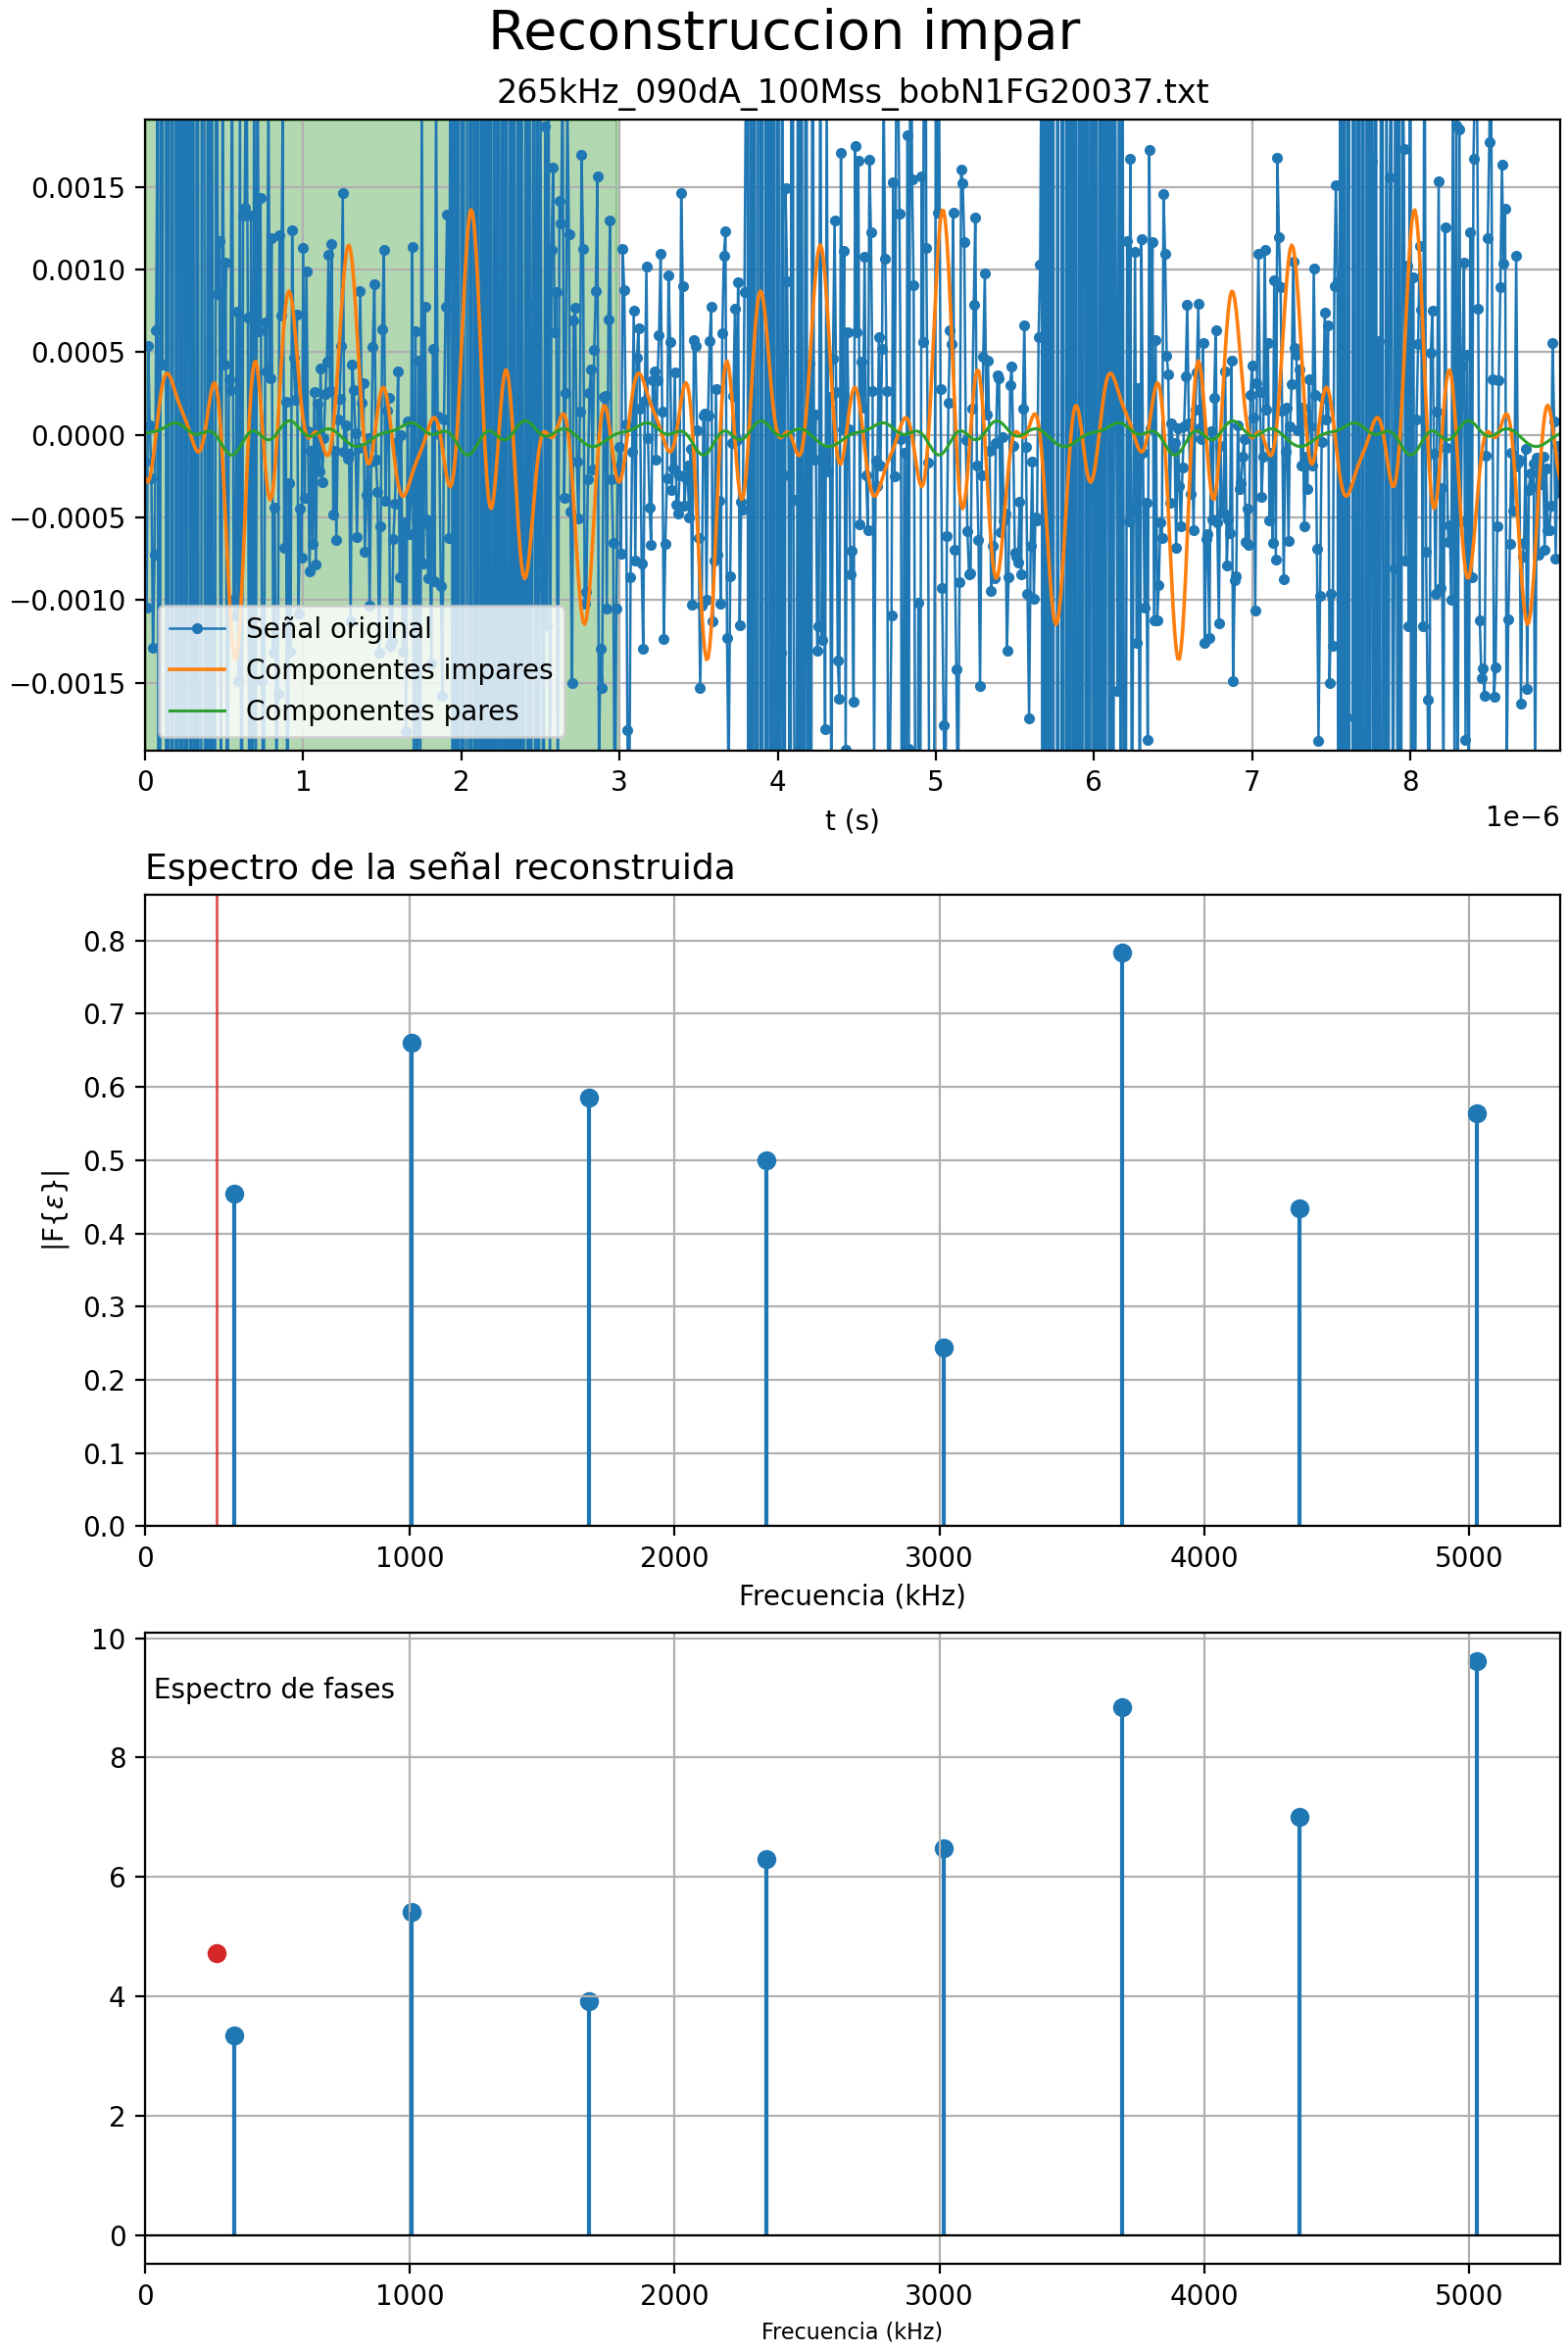 Reconstruccion impar
265kHz_090dA_100Mss_bobN1FG20037.txt
0.0015
0.0010
0.0005
0.0000
−0.0005
−0.0010
−0.0015
Señal original
Componentes impares
Componentes pares
0 1 2 3 4 5 6 7 8
1e−6
t (s)
Espectro de la señal reconstruida
0.8
0.7
0.6
0.5
0.4
0.3
0.2
0.1
0.0
|F{ε}|
0 1000 2000 3000 4000 5000
Frecuencia (kHz)
10
Espectro de fases
8
6
4
2
0
0 1000 2000 3000 4000 5000
Frecuencia (kHz)